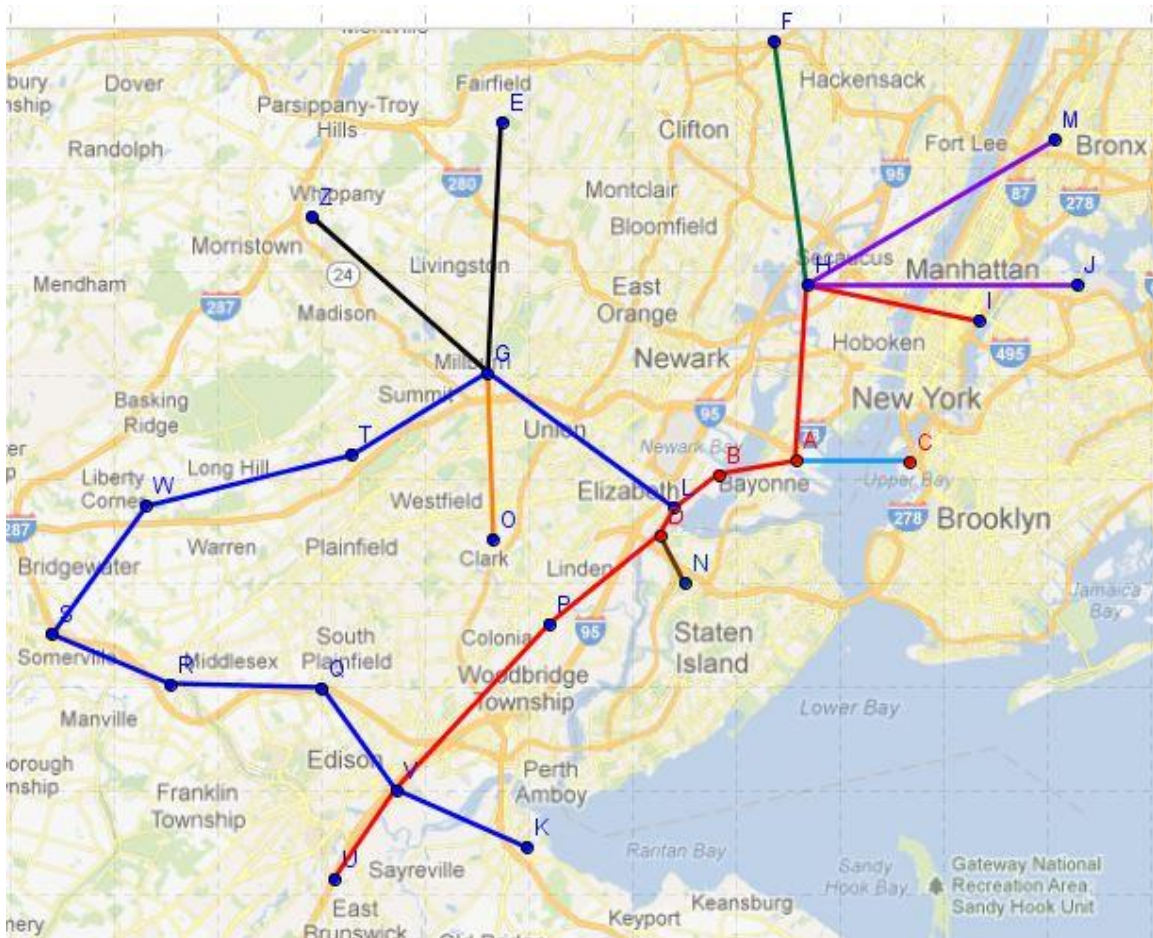 F
Fairfield
bury
nship
Dover
Hackensack
Parsippany-Troy
Hills
E
Clifton
M
Randolph
Fort Lee
Bronx
95
280
Montclair
87
278
Whippany
Z
Bloomfield
Morristown
Secaucus
24
Livingston
H
Manhattan
J
Mendham
East
Orange
287
Madison
I
Hoboken
G
Newark
495
Summit
New York
Basking
Ridge
95
Union
T
Newark Bay
A
C
B
Liberty
Corner
Long Hill
Bayonne
Upper Bay
W
Westfield
Elizabeth
L
278
Brooklyn
287
O
D
Warren
Plainfield
Clark
Bridgewater
Linden
N
Jamaica
Bay
P
95
S
South
Plainfield
Colonia
Staten
Island
Somerville
R
Middlesex
Q
Woodbridge
Township
Manville
Lower Bay
Edison
orough
nship
V
Perth
Amboy
Franklin
Township
K
Raritan Bay
U
Sayreville
Sandy
Hook Bay
Gateway National
Recreation Area:
Sandy Hook Unit
East
Brunswick
Keansburg
Keyport
mery